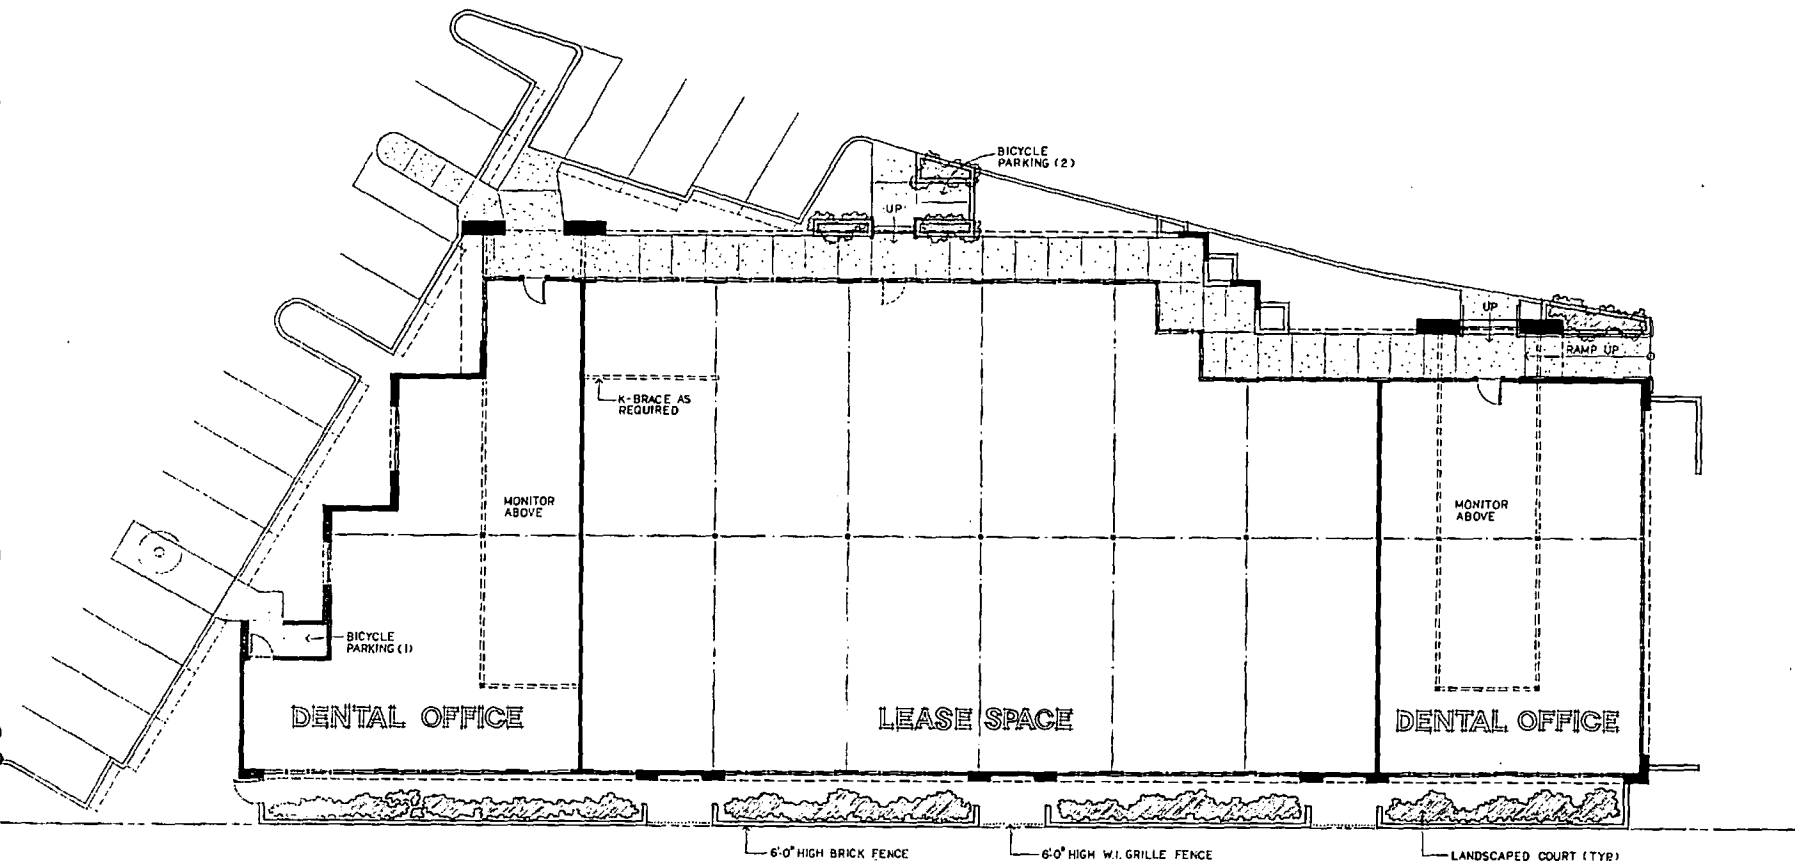 BICYCLE
PARKING (2)
UP
UP
RAMP UP
K-BRACE AS
REQUIRED
MONITOR
ABOVE
MONITOR
ABOVE
BICYCLE
PARKING (1)
DENTAL OFFICE
LEASE SPACE
DENTAL OFFICE
6'-0" HIGH BRICK FENCE
6'-0" HIGH W.I. GRILLE FENCE
LANDSCAPED COURT (TYP)